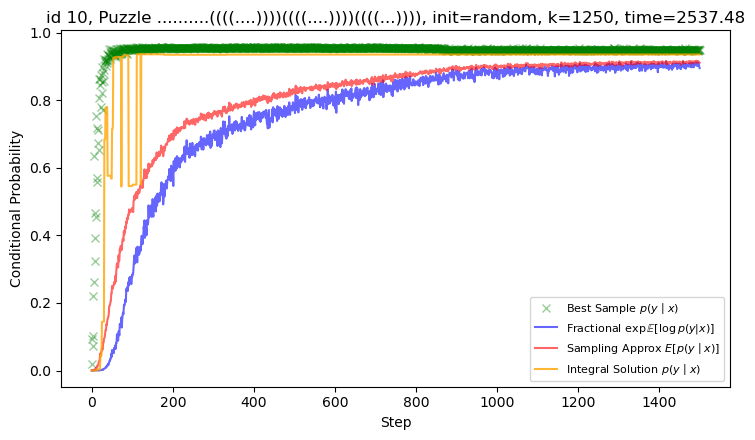 id 10, Puzzle ..........((((....))))((((....))))((((...)))), init=random, k=1250, time=2537.48
1.0
0.8
0.6
0.4
0.2
0.0
Conditional Probability
0 200 400 600 800 1000 1200 1400
Step
Best Sample p(y | x)
Fractional exp𝔼[log p(y|x)]
Sampling Approx E[p(y | x)]
Integral Solution p(y | x)